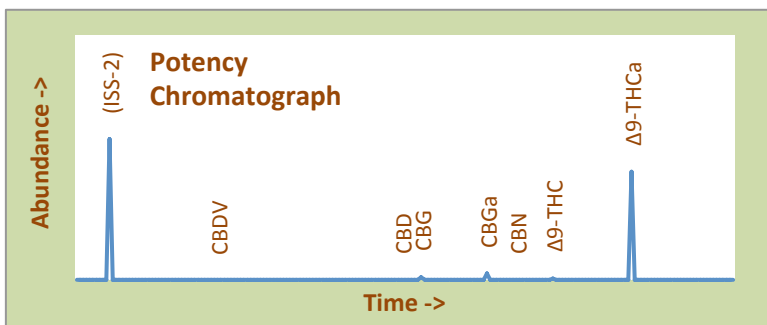 Potency
Chromatograph
Abundance ->
(ISS-2)
CBDV
CBD
CBG
CBGa
CBN
Δ9-THC
Δ9-THCa
Time ->